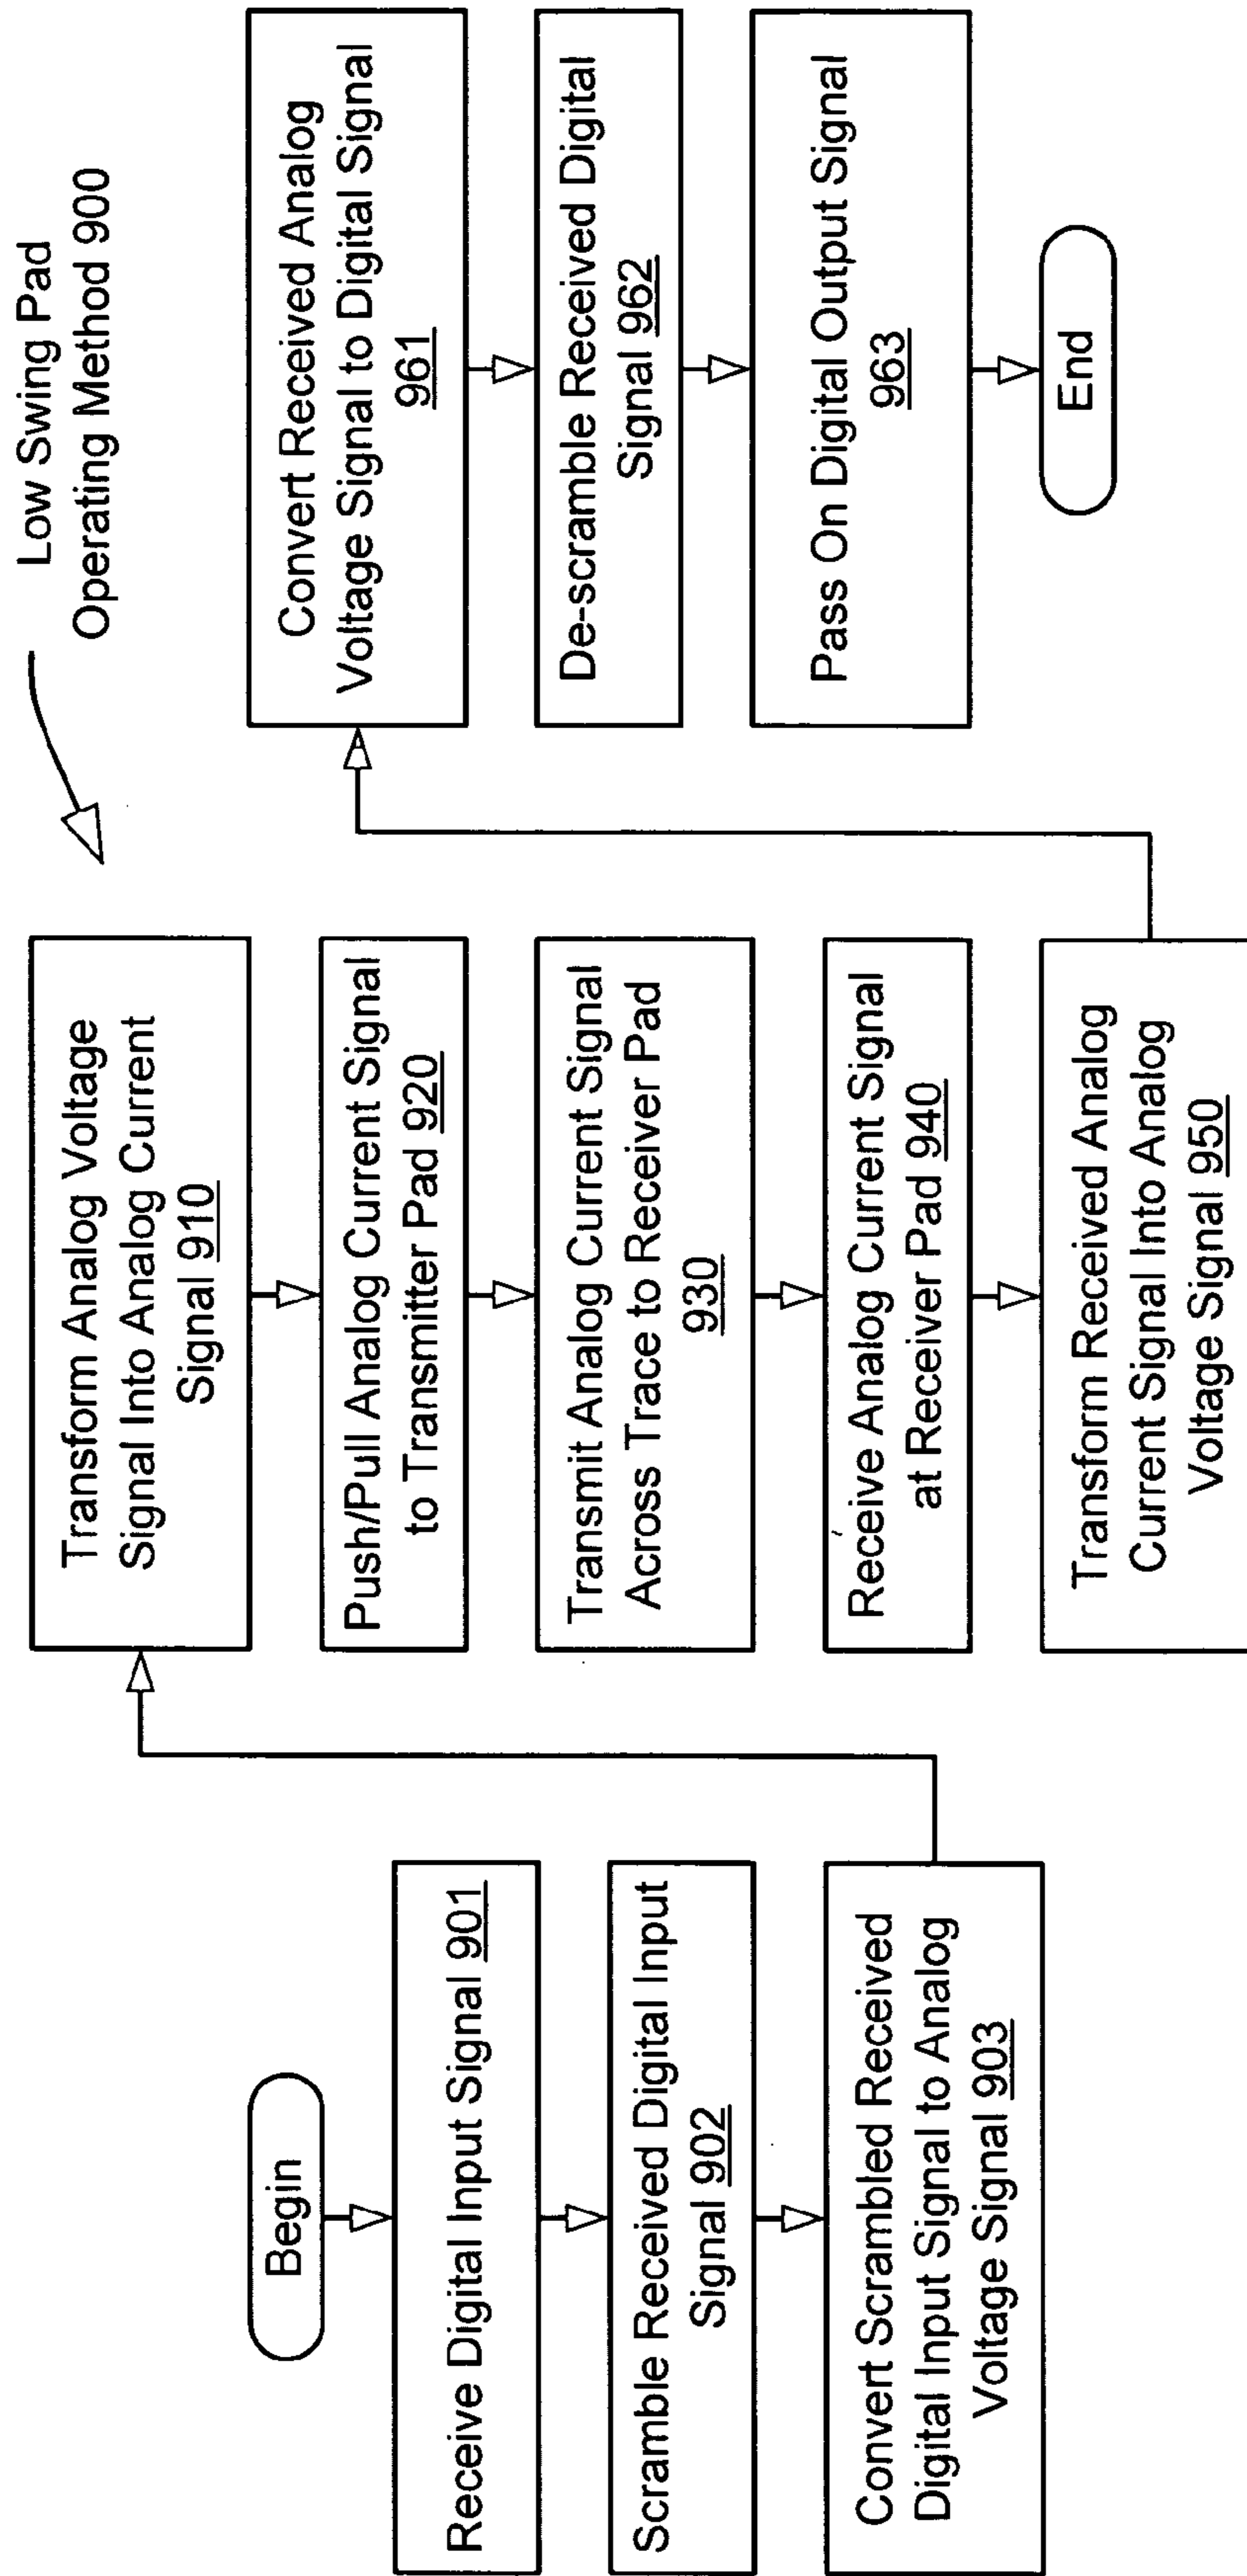 Low Swing Pad
Operating Method 900
Begin
Receive Digital Input Signal 901
Scramble Received Digital Input
Signal 902
Convert Scrambled Received
Digital Input Signal to Analog
Voltage Signal 903
Transform Analog Voltage
Signal Into Analog Current
Signal 910
Push/Pull Analog Current Signal
to Transmitter Pad 920
Transmit Analog Current Signal
Across Trace to Receiver Pad
930
Receive Analog Current Signal
at Receiver Pad 940
Transform Received Analog
Current Signal Into Analog
Voltage Signal 950
Convert Received Analog
Voltage Signal to Digital Signal
961
De-scramble Received Digital
Signal 962
Pass On Digital Output Signal
963
End